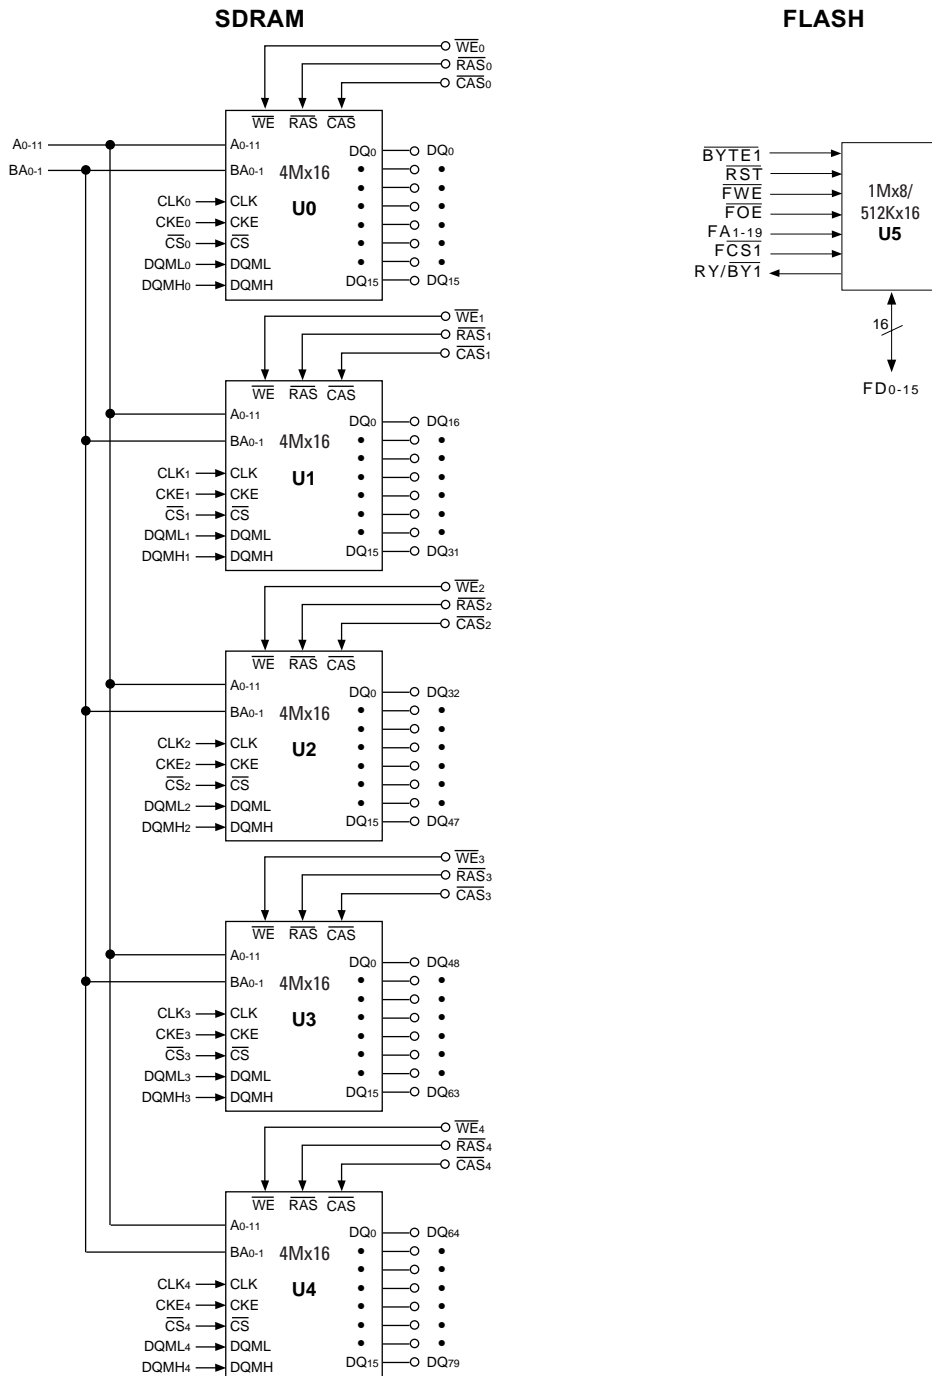 SDRAM
WE0
RAS0
CAS0
WE RAS CAS
A0-11 A0-11
BA0-1 BA0-1
4Mx16
U0
CLK0 CLK
CKE0 CKE
CS0 CS
DQML0 DQML
DQMH0 DQMH
DQ0 DQ0
DQ15 DQ15
WE1
RAS1
CAS1
WE RAS CAS
A0-11
BA0-1
4Mx16
U1
CLK1 CLK
CKE1 CKE
CS1 CS
DQML1 DQML
DQMH1 DQMH
DQ0 DQ16
DQ15 DQ31
WE2
RAS2
CAS2
WE RAS CAS
A0-11
BA0-1
4Mx16
U2
CLK2 CLK
CKE2 CKE
CS2 CS
DQML2 DQML
DQMH2 DQMH
DQ0 DQ32
DQ15 DQ47
WE3
RAS3
CAS3
WE RAS CAS
A0-11
BA0-1
4Mx16
U3
CLK3 CLK
CKE3 CKE
CS3 CS
DQML3 DQML
DQMH3 DQMH
DQ0 DQ48
DQ15 DQ63
WE4
RAS4
CAS4
WE RAS CAS
A0-11
BA0-1
4Mx16
U4
CLK4 CLK
CKE4 CKE
CS4 CS
DQML4 DQML
DQMH4 DQMH
DQ0 DQ64
DQ15 DQ79
FLASH
BYTE1
RST
FWE
FOE
FA1-19
FCS1
RY/BY1
1Mx8/
512Kx16
U5
16
FD0-15